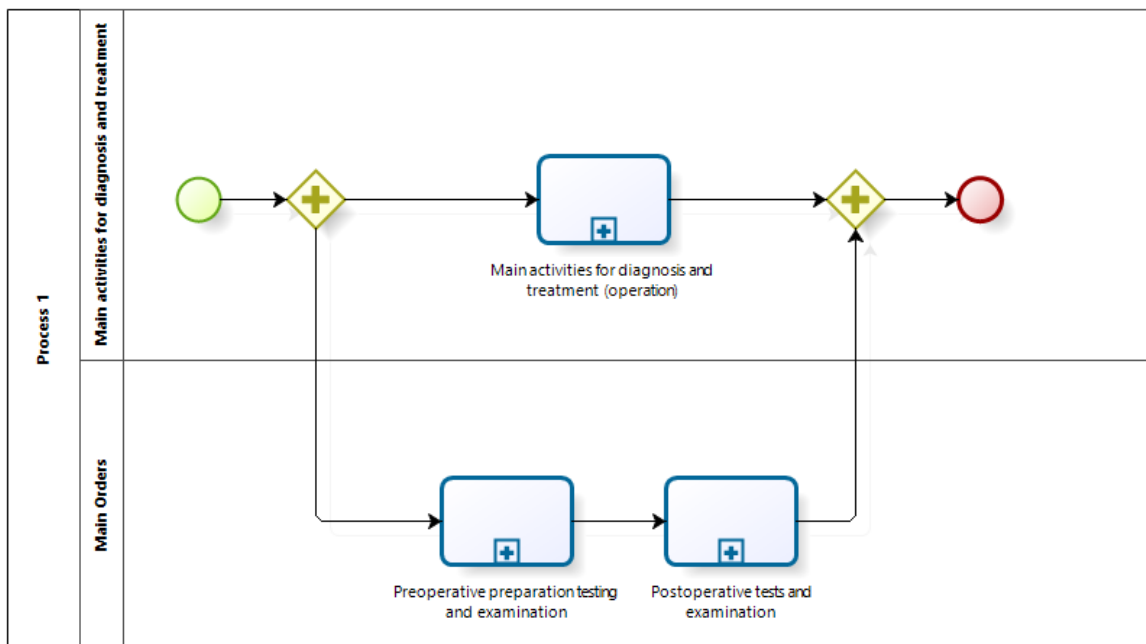 Process 1
Main activities for diagnosis and treatment
Main activities for diagnosis and
treatment (operation)
Main Orders
Preoperative preparation testing
and examination
Postoperative tests and
examination